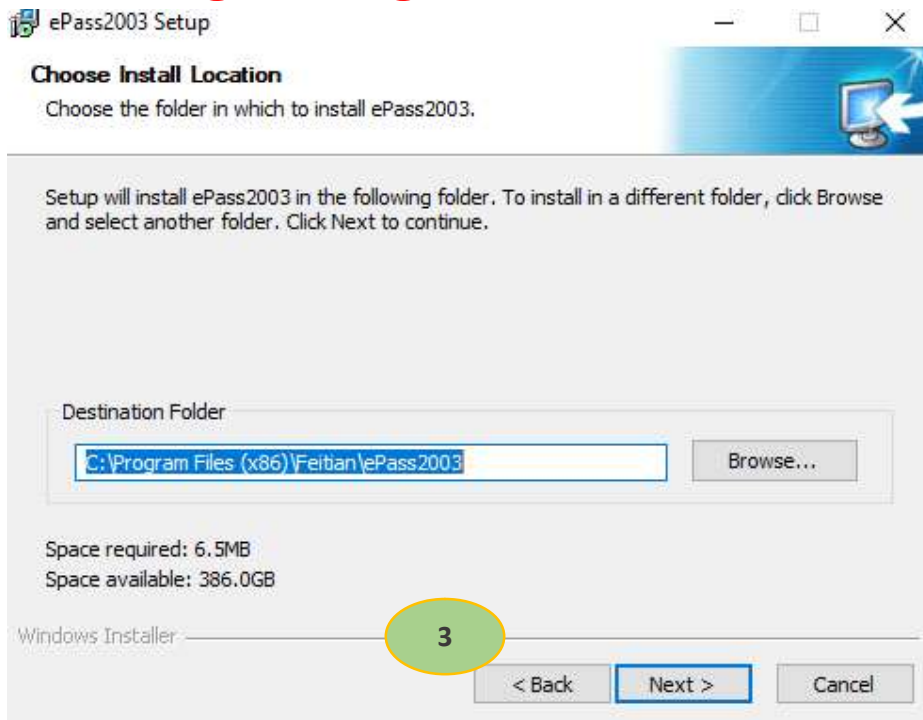 ePass2003 Setup
Choose Install Location
Choose the folder in which to install ePass2003.
Setup will install ePass2003 in the following folder. To install in a different folder, click Browse
and select another folder. Click Next to continue.
Destination Folder
C:\Program Files (x86)\Feitian\ePass2003
Browse...
Space required: 6.5MB
Space available: 386.0GB
Windows Installer
3
< Back
Next >
Cancel